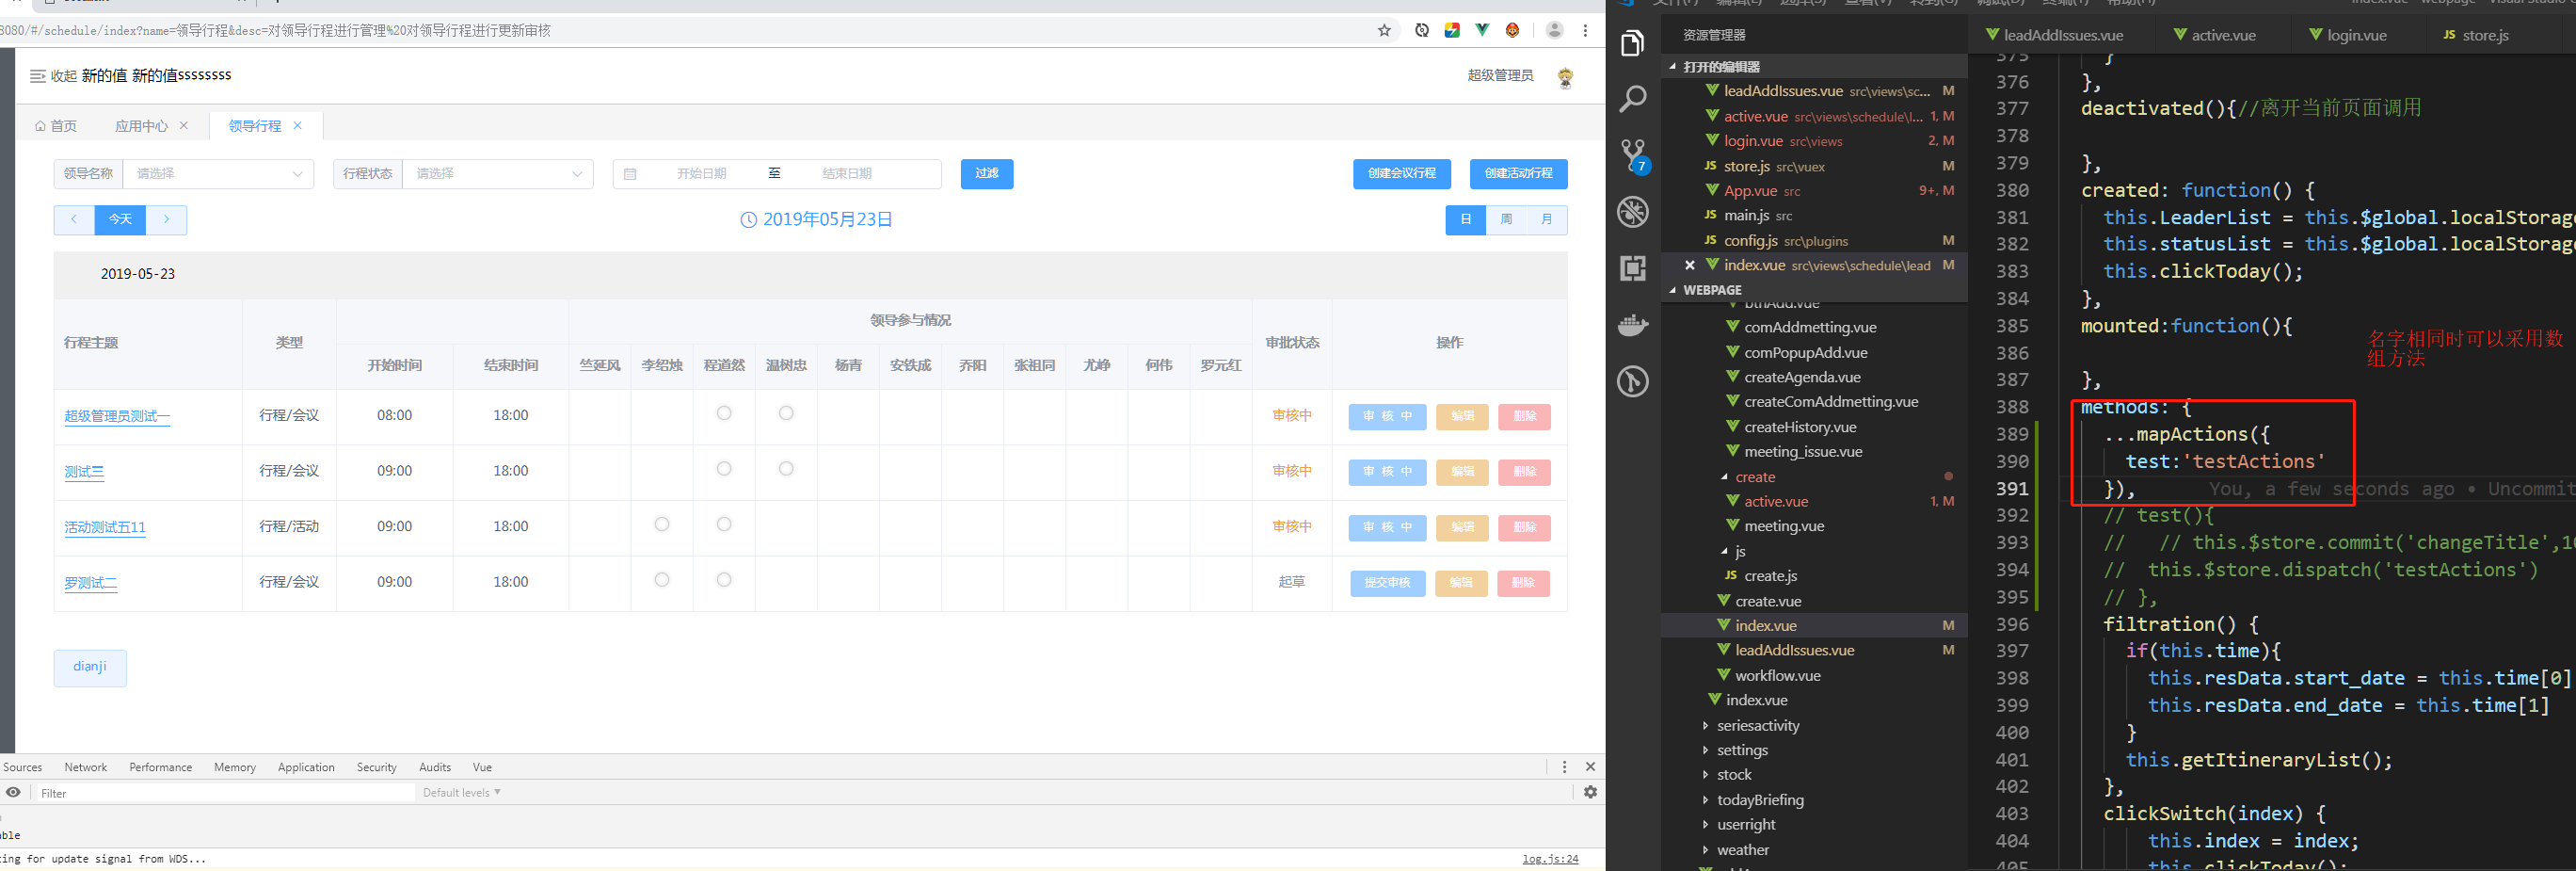 8080/#/schedule/index?name=领导行程&desc=对领导行程进行管理%20对领导行程进行更新审核
收起 新的值 新的值ssssssss
超级管理员
首页 应用中心 领导行程
领导名称 请选择 行程状态 请选择 开始日期 至 结束日期 过滤 创建会议行程 创建活动行程
今天 2019年05月23日 日 周 月
2019-05-23
行程主题 类型 领导参与情况 审批状态 操作
开始时间 结束时间 竺延风 李绍烛 程道然 温树忠 杨青 安铁成 乔阳 张祖同 尤峥 何伟 罗元红
超级管理员测试一 行程/会议 08:00 18:00 审核中 审 核 中 编辑 删除
测试三 行程/会议 09:00 18:00 审核中 审 核 中 编辑 删除
活动测试五11 行程/活动 09:00 18:00 审核中 审 核 中 编辑 删除
罗测试二 行程/会议 09:00 18:00 起草 提交审核 编辑 删除
dianji
Sources Network Performance Memory Application Security Audits Vue
Filter Default levels
able
ing for update signal from WDS... log.js:24
资源管理器
打开的编辑器
leadAddIssues.vue src\views\sc... M
active.vue src\views\schedule\l... 1, M
login.vue src\views 2, M
store.js src\vuex M
App.vue src 9+, M
main.js src
config.js src\plugins M
index.vue src\views\schedule\lead M
WEBPAGE
btnAdd.vue
comAddmetting.vue
comPopupAdd.vue
createAgenda.vue
createComAddmetting.vue
createHistory.vue
meeting_issue.vue
create
active.vue 1, M
meeting.vue
js
create.js
create.vue
index.vue M
leadAddIssues.vue M
workflow.vue
index.vue
seriesactivity
settings
stock
todayBriefing
userright
weather
7
leadAddIssues.vue active.vue login.vue store.js
375 }
376 },
377 deactivated(){//离开当前页面调用
378
379 },
380 created: function() {
381 this.LeaderList = this.$global.localStorage
382 this.statusList = this.$global.localStorage
383 this.clickToday();
384 },
385 mounted:function(){
386
387 },
名字相同时可以采用数
组方法
388 methods: {
389 ...mapActions({
390 test:'testActions'
391 }), You, a few seconds ago • Uncommit
392 // test(){
393 // // this.$store.commit('changeTitle',10
394 // this.$store.dispatch('testActions')
395 // },
396 filtration() {
397 if(this.time){
398 this.resData.start_date = this.time[0]
399 this.resData.end_date = this.time[1]
400 }
401 this.getItineraryList();
402 },
403 clickSwitch(index) {
404 this.index = index;
405 this.clickToday();